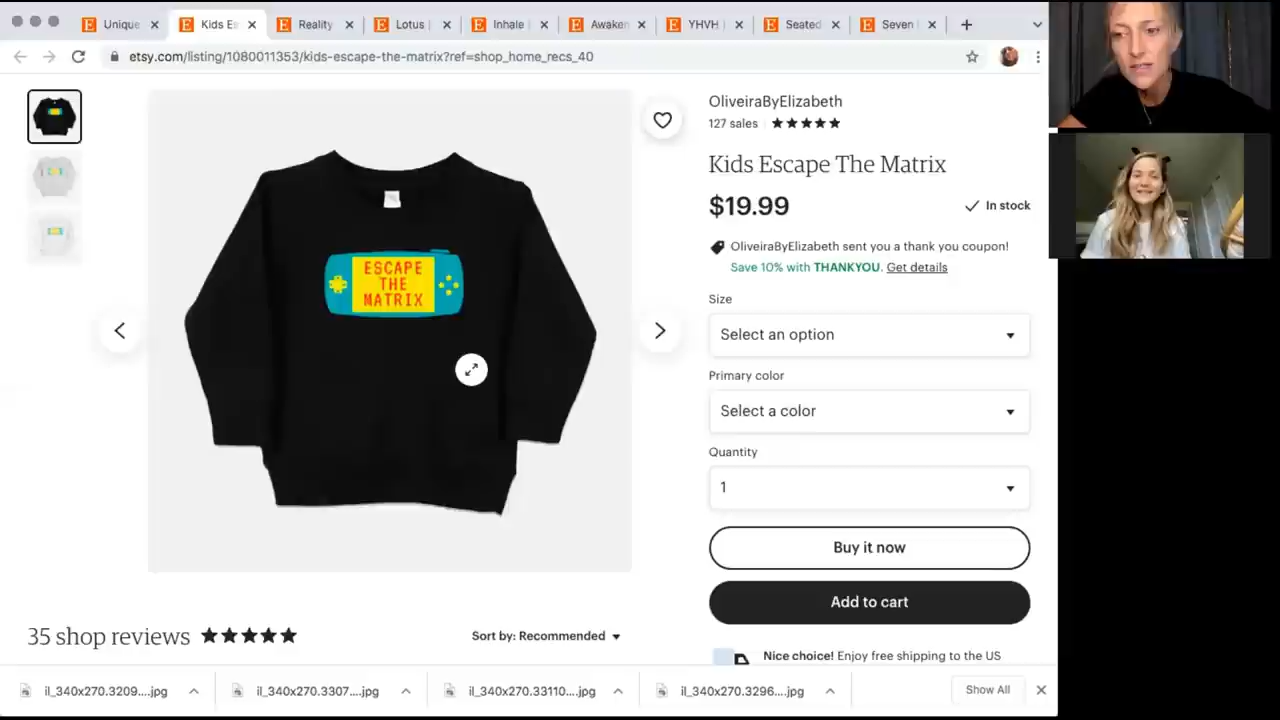 Unique
Kids Es
Reality
Lotus
Inhale
Awaken
YHVH
Seated
Seven
etsy.com/listing/1080011353/kids-escape-the-matrix?ref=shop_home_recs_40
OliveiraByElizabeth
127 sales
Kids Escape The Matrix
$19.99
In stock
OliveiraByElizabeth sent you a thank you coupon!
Save 10% with THANKYOU. Get details
Size
Select an option
Primary color
Select a color
Quantity
1
Buy it now
Add to cart
Nice choice! Enjoy free shipping to the US
ESCAPE
THE
MATRIX
35 shop reviews
Sort by: Recommended
il_340x270.3209....jpg
il_340x270.3307....jpg
il_340x270.33110....jpg
il_340x270.3296....jpg
Show All